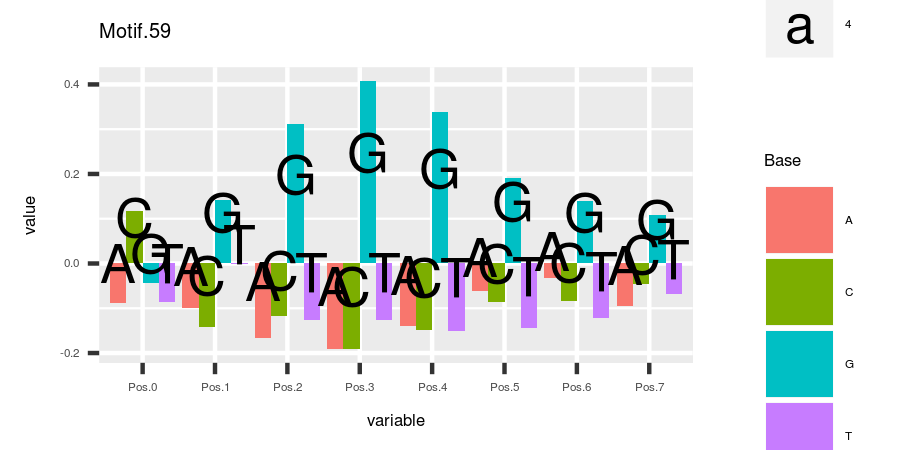 Motif.59
a 4
0.4
0.2
0.0
-0.2
value
A C G T
A C G T
A C G T
A C G T
A C G T
A C G T
A C G T
A C G T
Pos.0 Pos.1 Pos.2 Pos.3 Pos.4 Pos.5 Pos.6 Pos.7
variable
Base
A
C
G
T